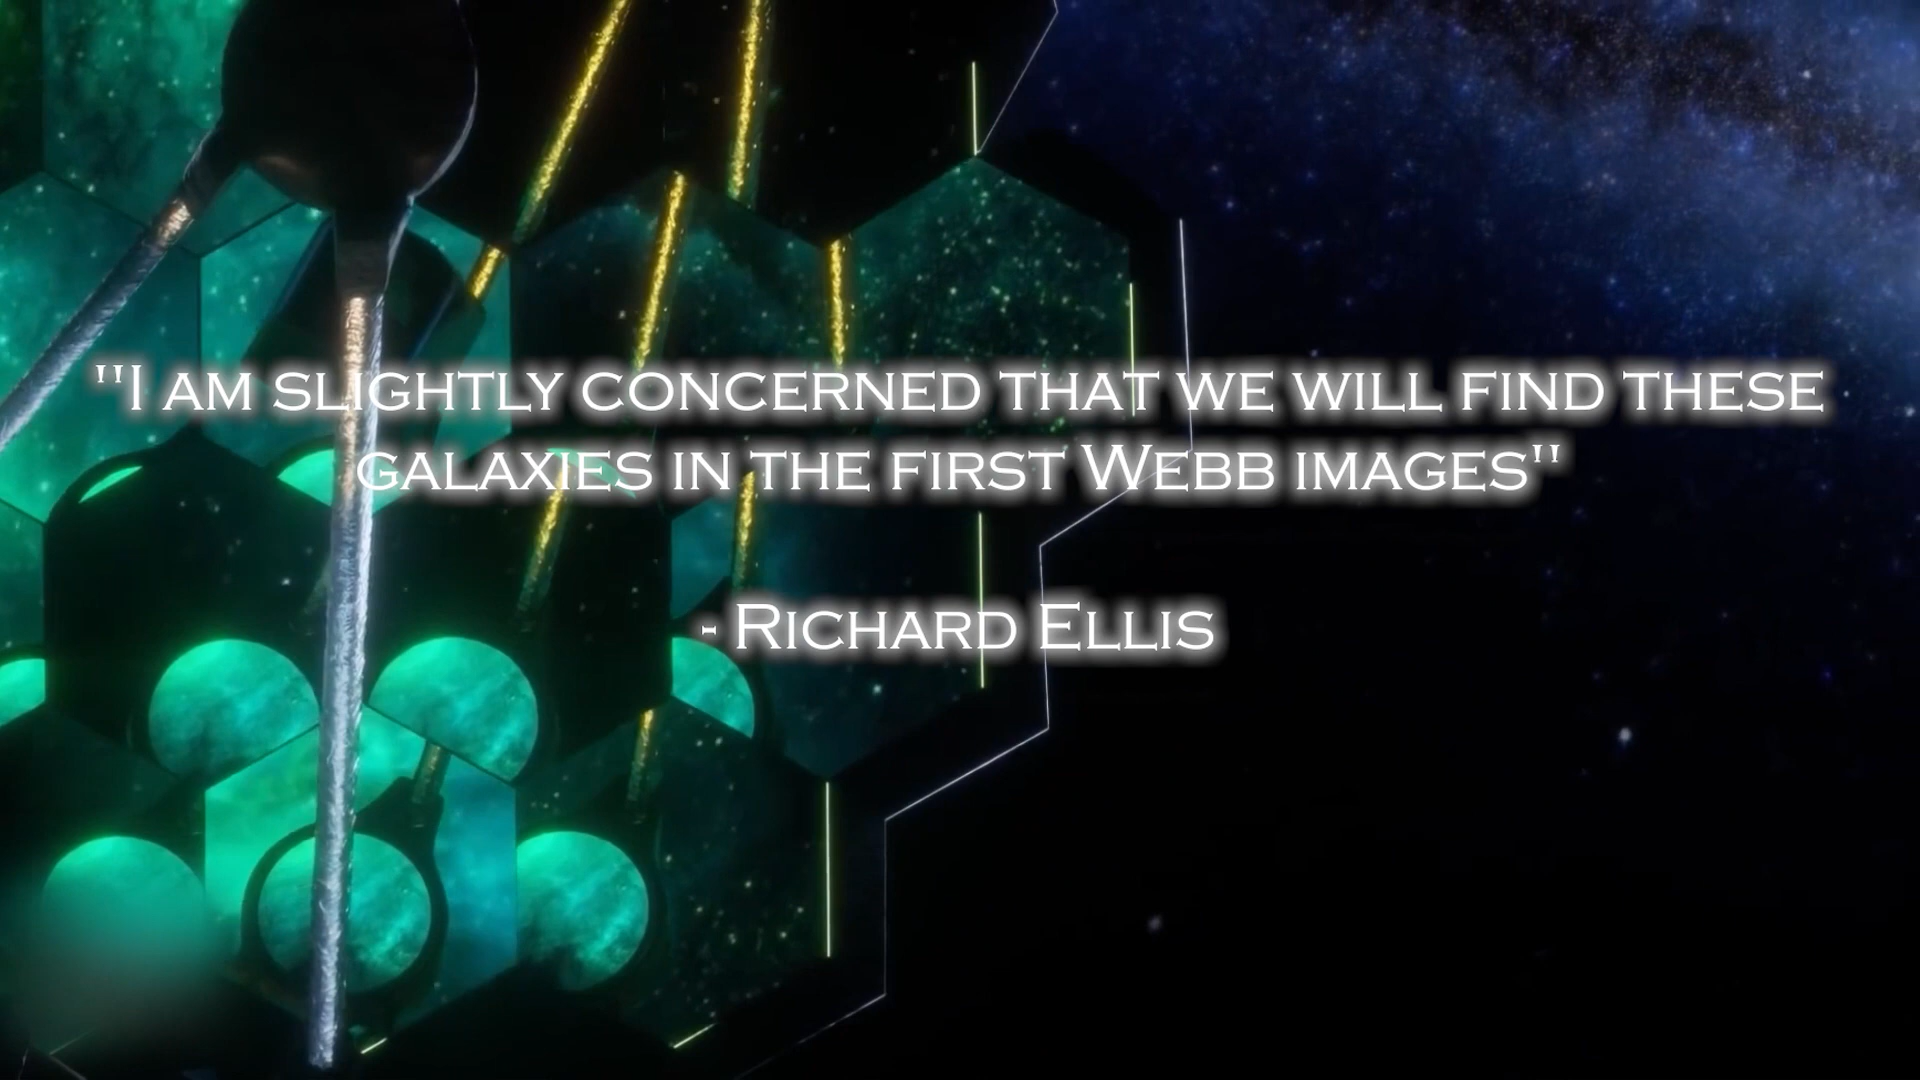 "I am slightly concerned that we will find these
galaxies in the first Webb images"
- Richard Ellis